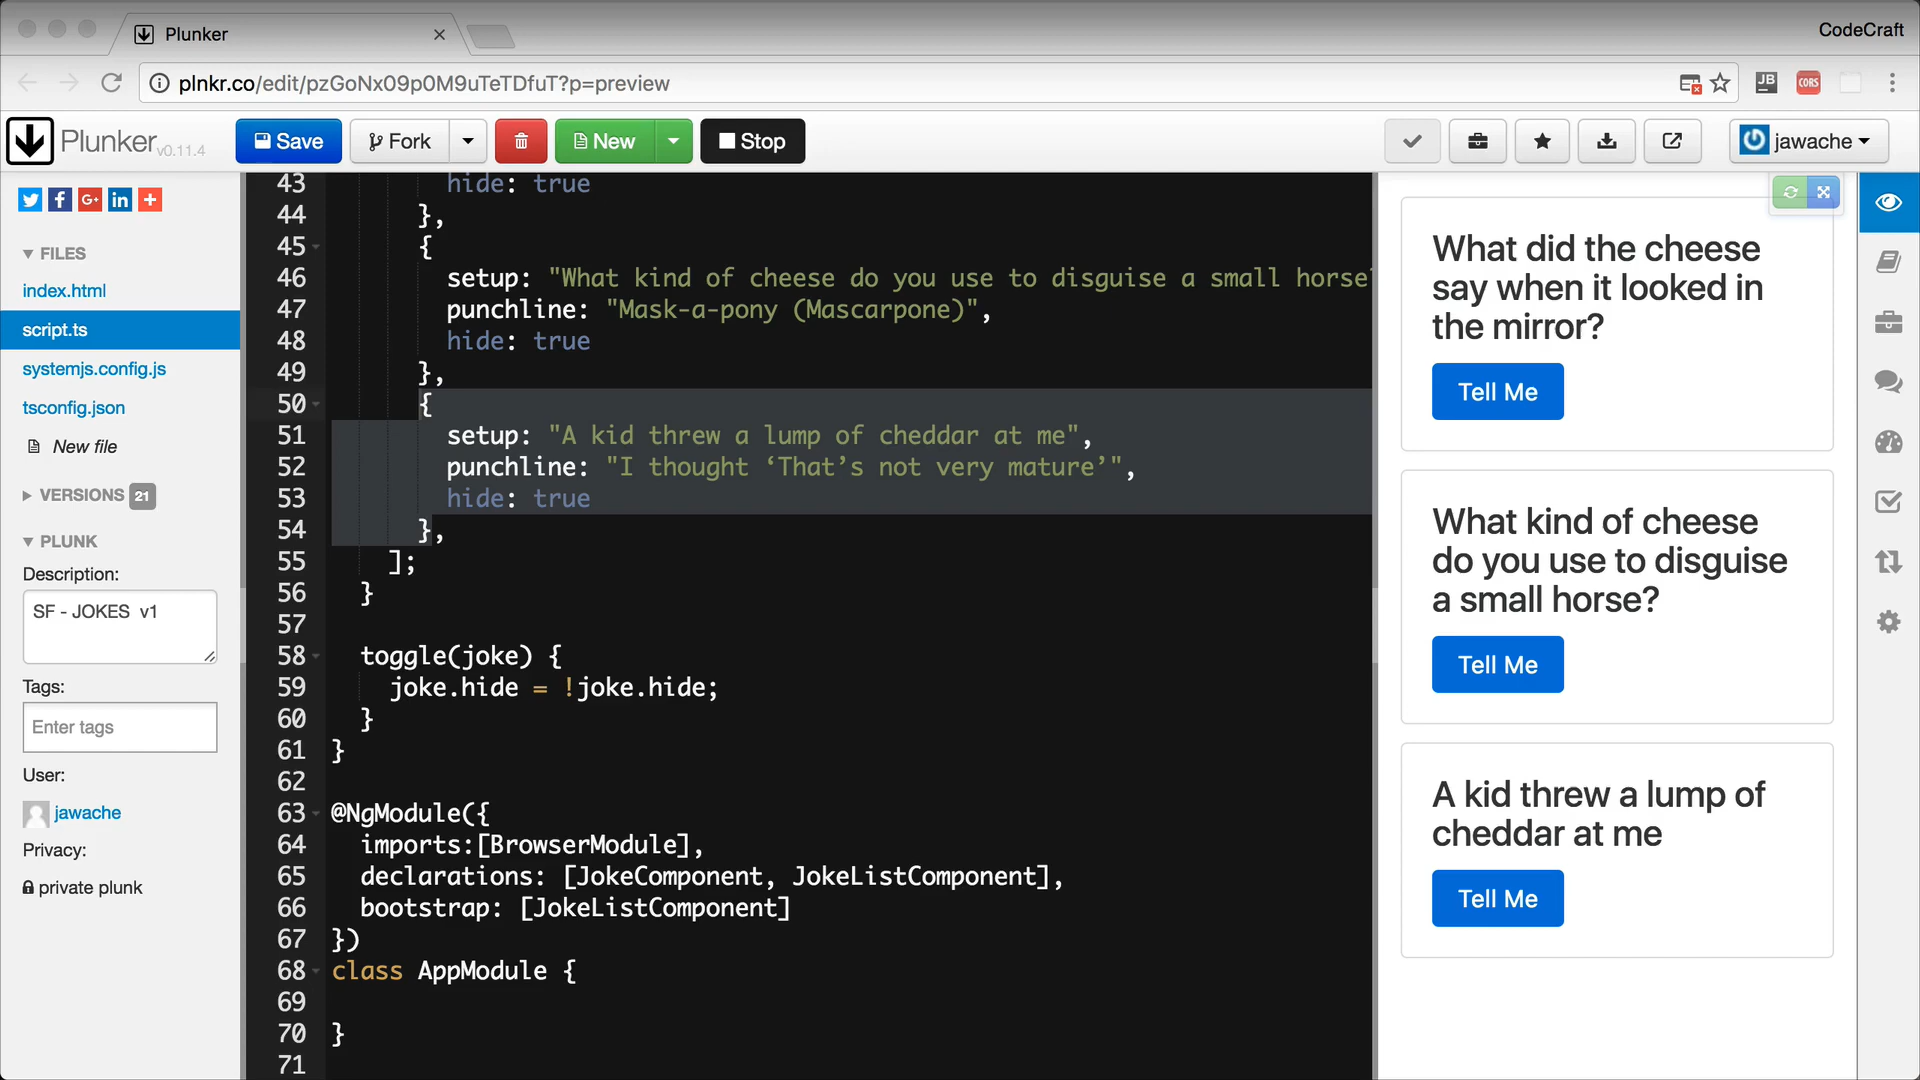 Plunker
CodeCraft
plnkr.co/edit/pzGoNx09p0M9uTeTDfuT?p=preview
JB
CORS
Plunker v0.11.4
Save
Fork
New
Stop
jawache
FILES
index.html
script.ts
systemjs.config.js
tsconfig.json
New file
VERSIONS 21
PLUNK
Description:
SF - JOKES  v1
Tags:
Enter tags
User:
jawache
Privacy:
private plunk
43 hide: true
44 },
45 {
46 setup: "What kind of cheese do you use to disguise a small horse?
47 punchline: "Mask-a-pony (Mascarpone)",
48 hide: true
49 },
50 {
51 setup: "A kid threw a lump of cheddar at me",
52 punchline: "I thought ‘That’s not very mature’",
53 hide: true
54 },
55 ];
56 }
57
58 toggle(joke) {
59 joke.hide = !joke.hide;
60 }
61 }
62
63 @NgModule({
64 imports:[BrowserModule],
65 declarations: [JokeComponent, JokeListComponent],
66 bootstrap: [JokeListComponent]
67 })
68 class AppModule {
69
70 }
71
What did the cheese
say when it looked in
the mirror?
Tell Me
What kind of cheese
do you use to disguise
a small horse?
Tell Me
A kid threw a lump of
cheddar at me
Tell Me